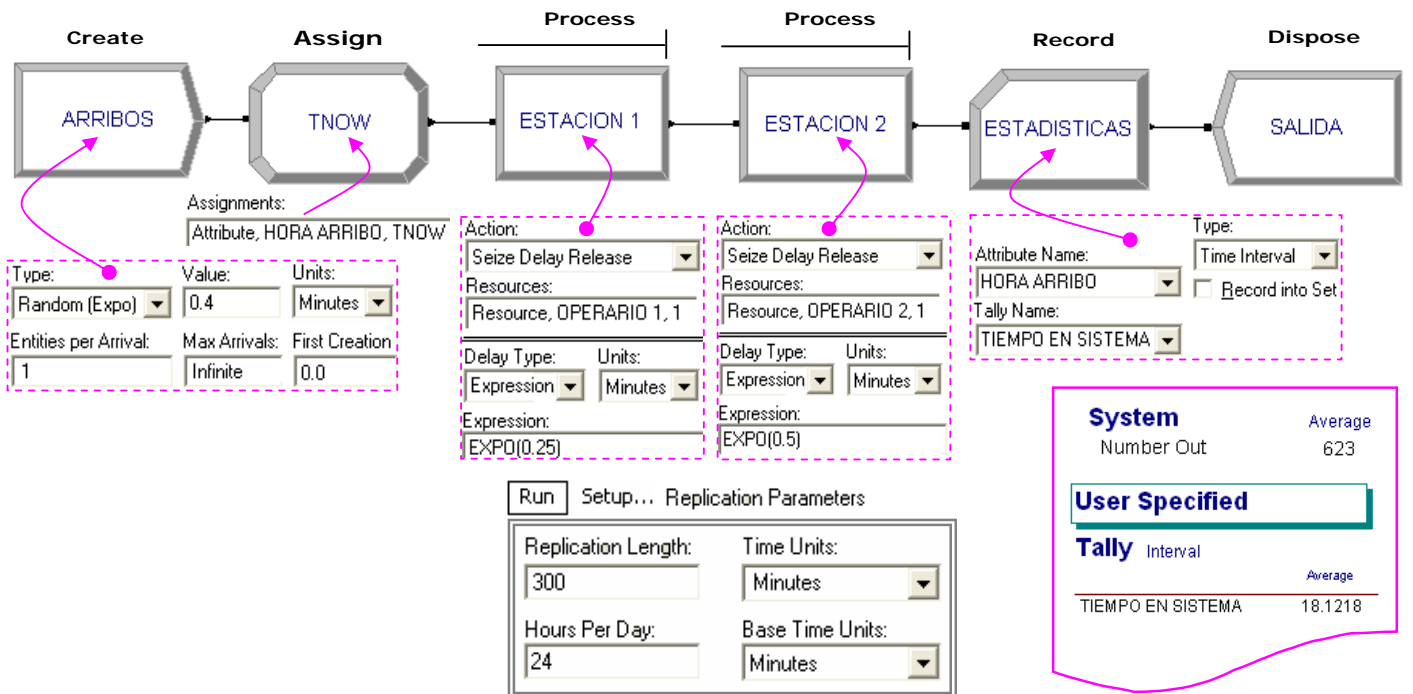 Create
Assign
Process
Process
Record
Dispose
ARRIBOS
TNOW
ESTACION 1
ESTACION 2
ESTADISTICAS
SALIDA
Assignments:
Attribute, HORA ARRIBO, TNOW
Type:
Value:
Units:
Random (Expo)
0.4
Minutes
Entities per Arrival:
Max Arrivals:
First Creation
1
Infinite
0.0
Action:
Seize Delay Release
Resources:
Resource, OPERARIO 1, 1
Delay Type:
Units:
Expression
Minutes
Expression:
EXPO(0.25)
Action:
Seize Delay Release
Resources:
Resource, OPERARIO 2, 1
Delay Type:
Units:
Expression
Minutes
Expression:
EXPO(0.5)
Type:
Attribute Name:
Time Interval
HORA ARRIBO
Record into Set
Tally Name:
TIEMPO EN SISTEMA
System
Average
Number Out
623
User Specified
Tally Interval
Average
TIEMPO EN SISTEMA 18.1218
Run Setup... Replication Parameters
Replication Length:
Time Units:
300
Minutes
Hours Per Day:
Base Time Units:
24
Minutes